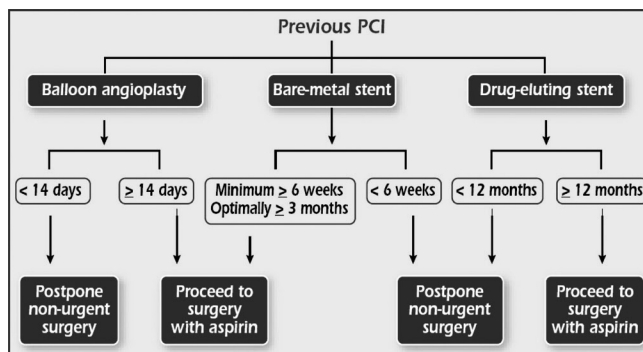 Previous PCI
Balloon angioplasty
Bare-metal stent
Drug-eluting stent
< 14 days
≥ 14 days
Minimum ≥ 6 weeks
Optimally ≥ 3 months
< 6 weeks
< 12 months
≥ 12 months
Postpone
non-urgent
surgery
Proceed to
surgery
with aspirin
Postpone
non-urgent
surgery
Proceed to
surgery
with aspirin